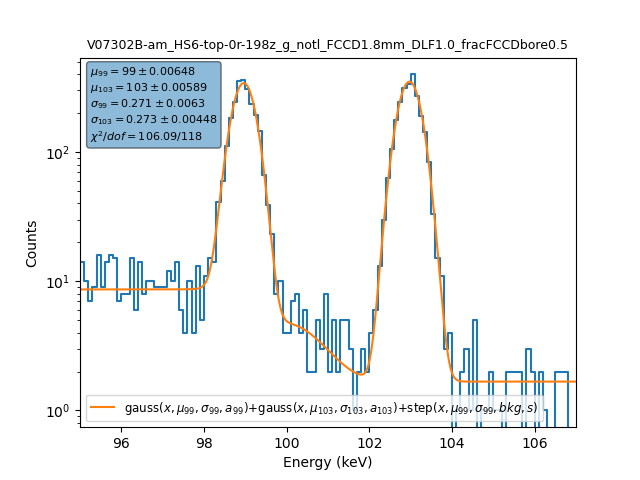 V07302B-am_HS6-top-0r-198z_g_notl_FCCD1.8mm_DLF1.0_fracFCCDbore0.5
μ₉₉ = 99 ± 0.00648
μ₁₀₃ = 103 ± 0.00589
σ₉₉ = 0.271 ± 0.0063
σ₁₀₃ = 0.273 ± 0.00448
χ²/dof = 106.09/118
Counts
10²
10¹
10⁰
gauss(x, μ₉₉, σ₉₉, a₉₉)+gauss(x, μ₁₀₃, σ₁₀₃, a₁₀₃)+step(x, μ₉₉, σ₉₉, bkg, s)
96 98 100 102 104 106
Energy (keV)